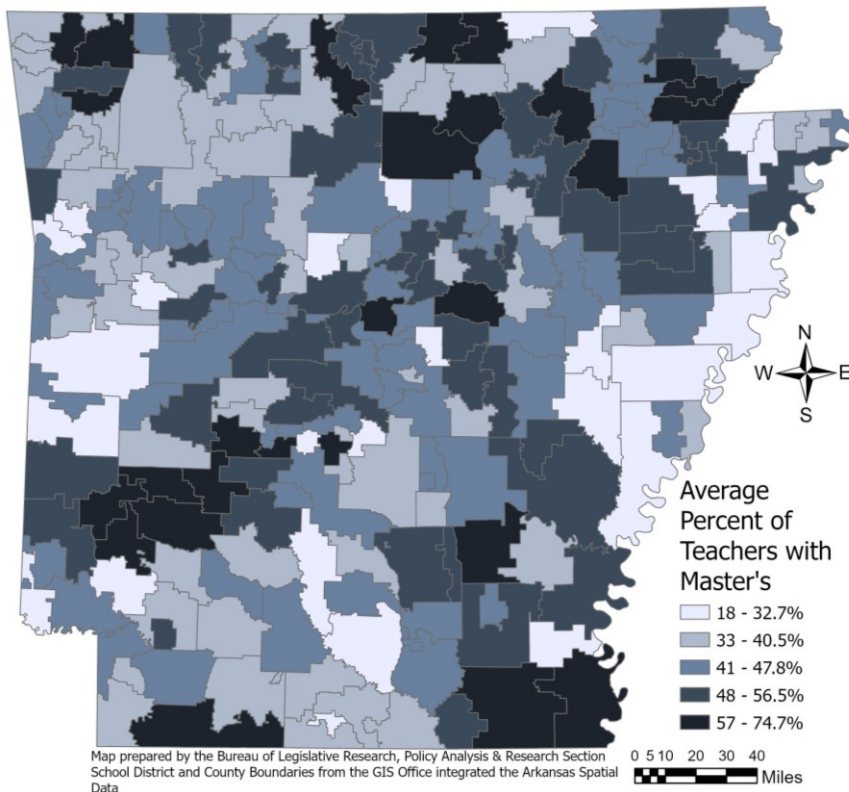 N
W E
S
Average
Percent of
Teachers with
Master's
18 - 32.7%
33 - 40.5%
41 - 47.8%
48 - 56.5%
57 - 74.7%
Map prepared by the Bureau of Legislative Research, Policy Analysis & Research Section
School District and County Boundaries from the GIS Office integrated the Arkansas Spatial
Data
0 5 10 20 30 40
Miles